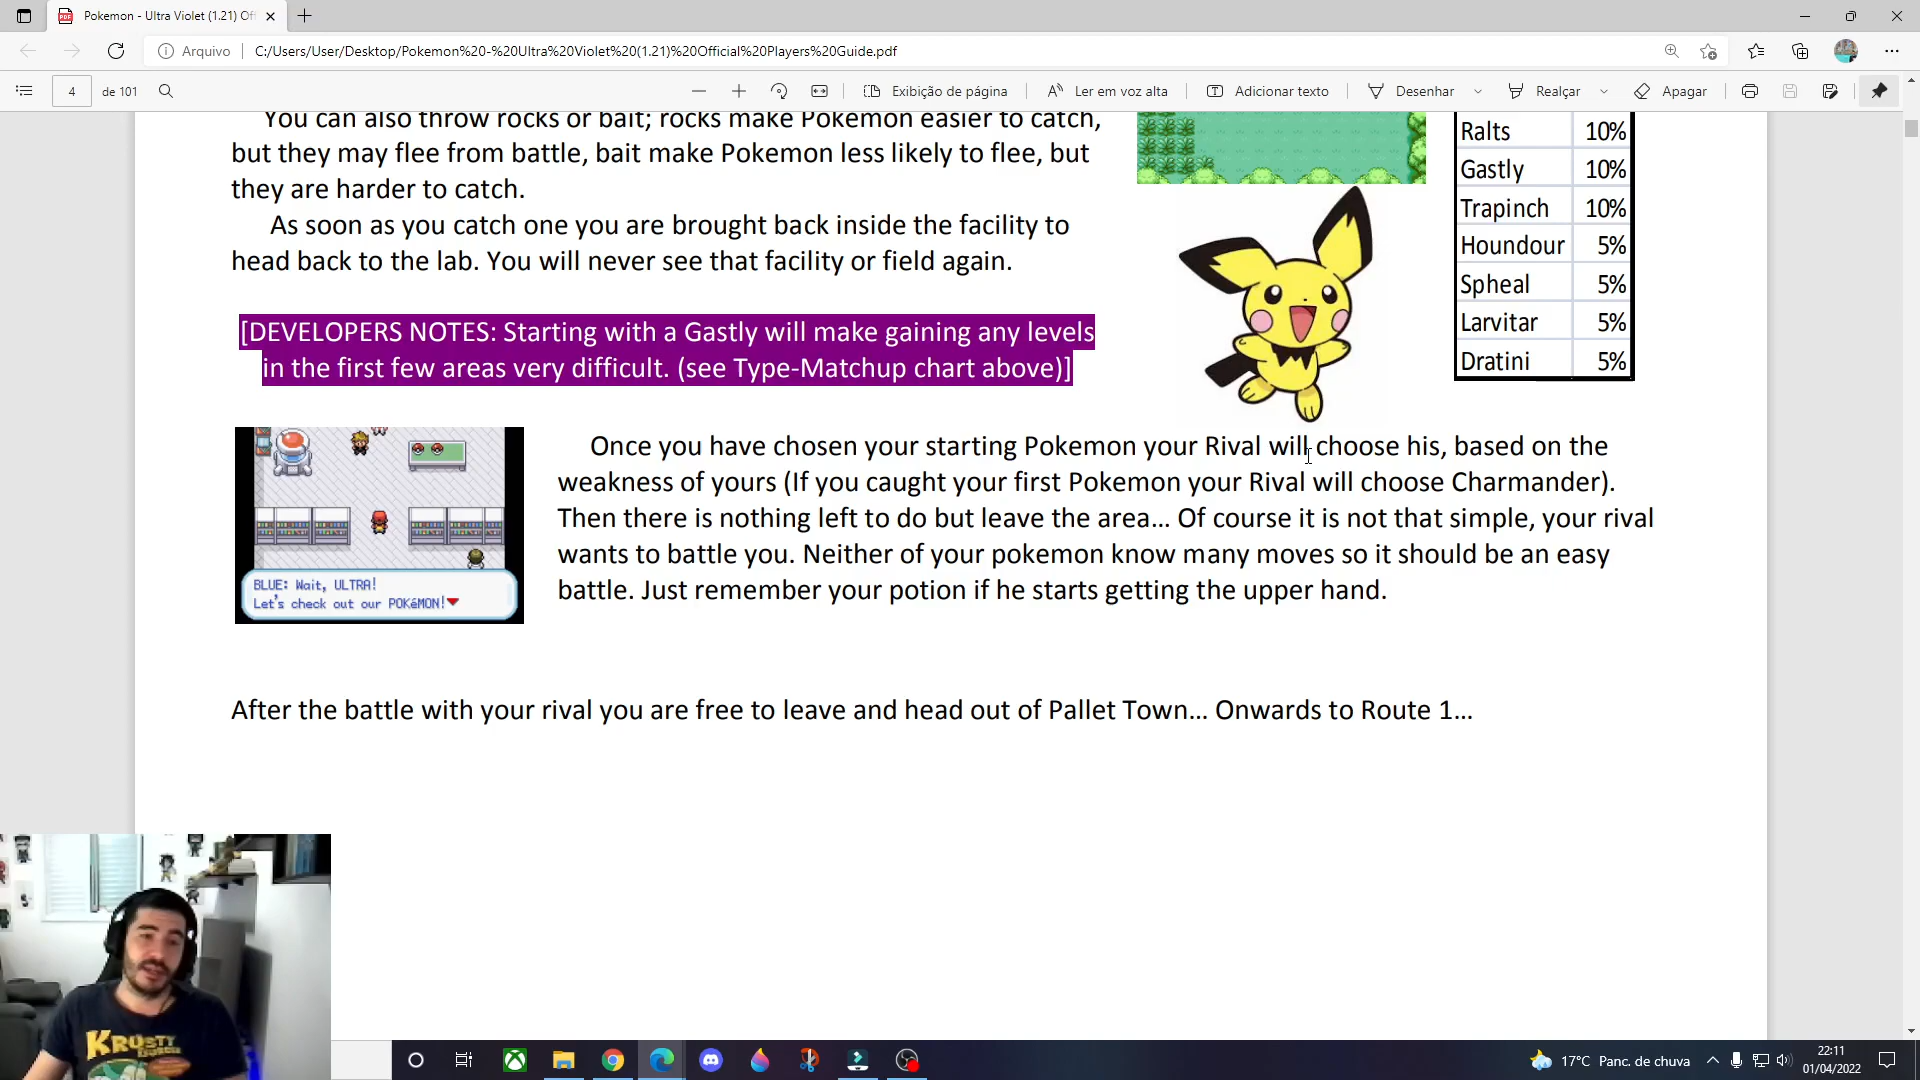 Pokemon - Ultra Violet (1.21) Off
Arquivo
C:/Users/User/Desktop/Pokemon%20-%20Ultra%20Violet%20(1.21)%20Official%20Players%20Guide.pdf
4 de 101
Exibição de página
Ler em voz alta
Adicionar texto
Desenhar
Realçar
Apagar
You can also throw rocks or bait; rocks make Pokemon easier to catch,
but they may flee from battle, bait make Pokemon less likely to flee, but
they are harder to catch.
As soon as you catch one you are brought back inside the facility to
head back to the lab. You will never see that facility or field again.
[DEVELOPERS NOTES: Starting with a Gastly will make gaining any levels
in the first few areas very difficult. (see Type-Matchup chart above)]
Ralts 10%
Gastly 10%
Trapinch 10%
Houndour 5%
Spheal 5%
Larvitar 5%
Dratini 5%
BLUE: Wait, ULTRA!
Let's check out our POKéMON!
Once you have chosen your starting Pokemon your Rival will choose his, based on the
weakness of yours (If you caught your first Pokemon your Rival will choose Charmander).
Then there is nothing left to do but leave the area... Of course it is not that simple, your rival
wants to battle you. Neither of your pokemon know many moves so it should be an easy
battle. Just remember your potion if he starts getting the upper hand.
After the battle with your rival you are free to leave and head out of Pallet Town... Onwards to Route 1...
KRUSTY
BURGER
17°C Panc. de chuva
22:11
01/04/2022